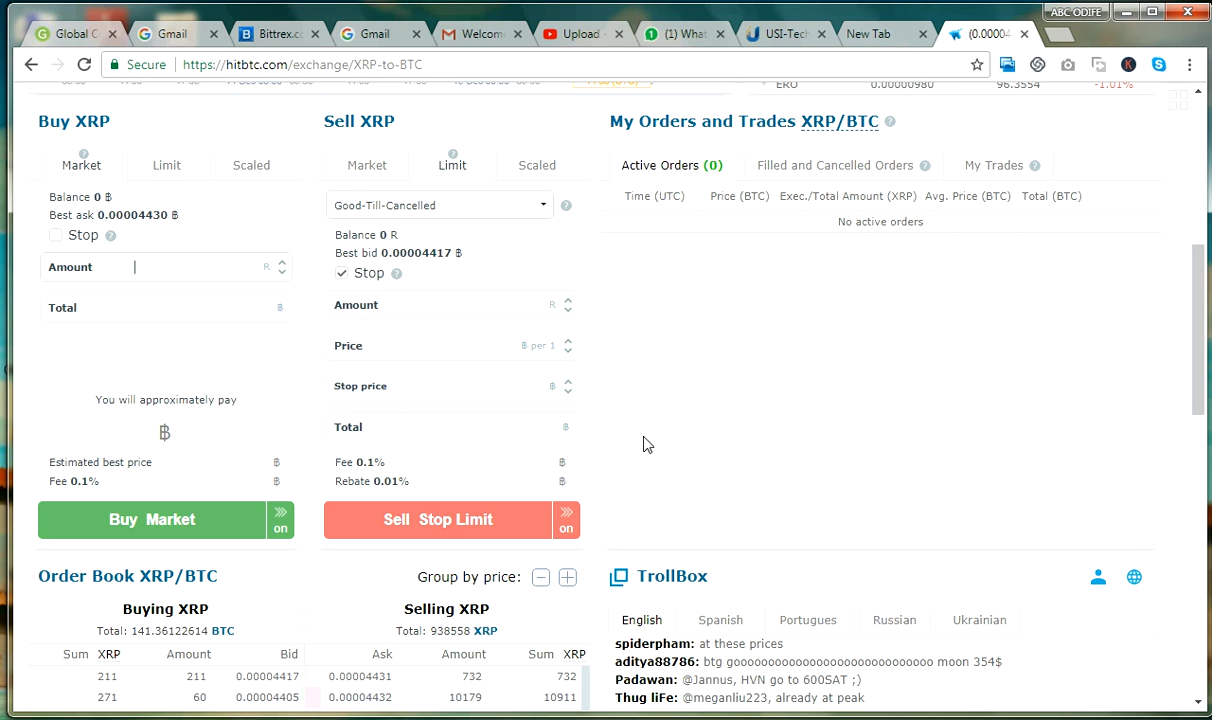 ABC ODIFE
Global C
Gmail
Bittrex.c
Gmail
Welcom
Upload -
(1) What
USI-Tech
New Tab
(0.00004
Secure
https://hitbtc.com/exchange/XRP-to-BTC
ERO 0.00000980 96.3554 -1.01%
Buy XRP
Market Limit Scaled
Balance 0 ฿
Best ask 0.00004430 ฿
Stop
Amount R
Total ฿
You will approximately pay
฿
Estimated best price ฿
Fee 0.1% ฿
Buy Market
on
Sell XRP
Market Limit Scaled
Good-Till-Cancelled
Balance 0 R
Best bid 0.00004417 ฿
Stop
Amount R
Price ฿ per 1
Stop price ฿
Total ฿
Fee 0.1% ฿
Rebate 0.01% ฿
Sell Stop Limit
on
My Orders and Trades XRP/BTC
Active Orders (0) Filled and Cancelled Orders My Trades
Time (UTC) Price (BTC) Exec./Total Amount (XRP) Avg. Price (BTC) Total (BTC)
No active orders
Order Book XRP/BTC
Group by price:
Buying XRP
Total: 141.36122614 BTC
Sum XRP Amount Bid
211 211 0.00004417
271 60 0.00004405
Selling XRP
Total: 938558 XRP
Ask Amount Sum XRP
0.00004431 732 732
0.00004432 10179 10911
TrollBox
English Spanish Portugues Russian Ukrainian
spiderpham: at these prices
aditya88786: btg goooooooooooooooooooooooooooooo moon 354$
Padawan: @Jannus, HVN go to 600SAT ;)
Thug liFe: @meganliu223, already at peak